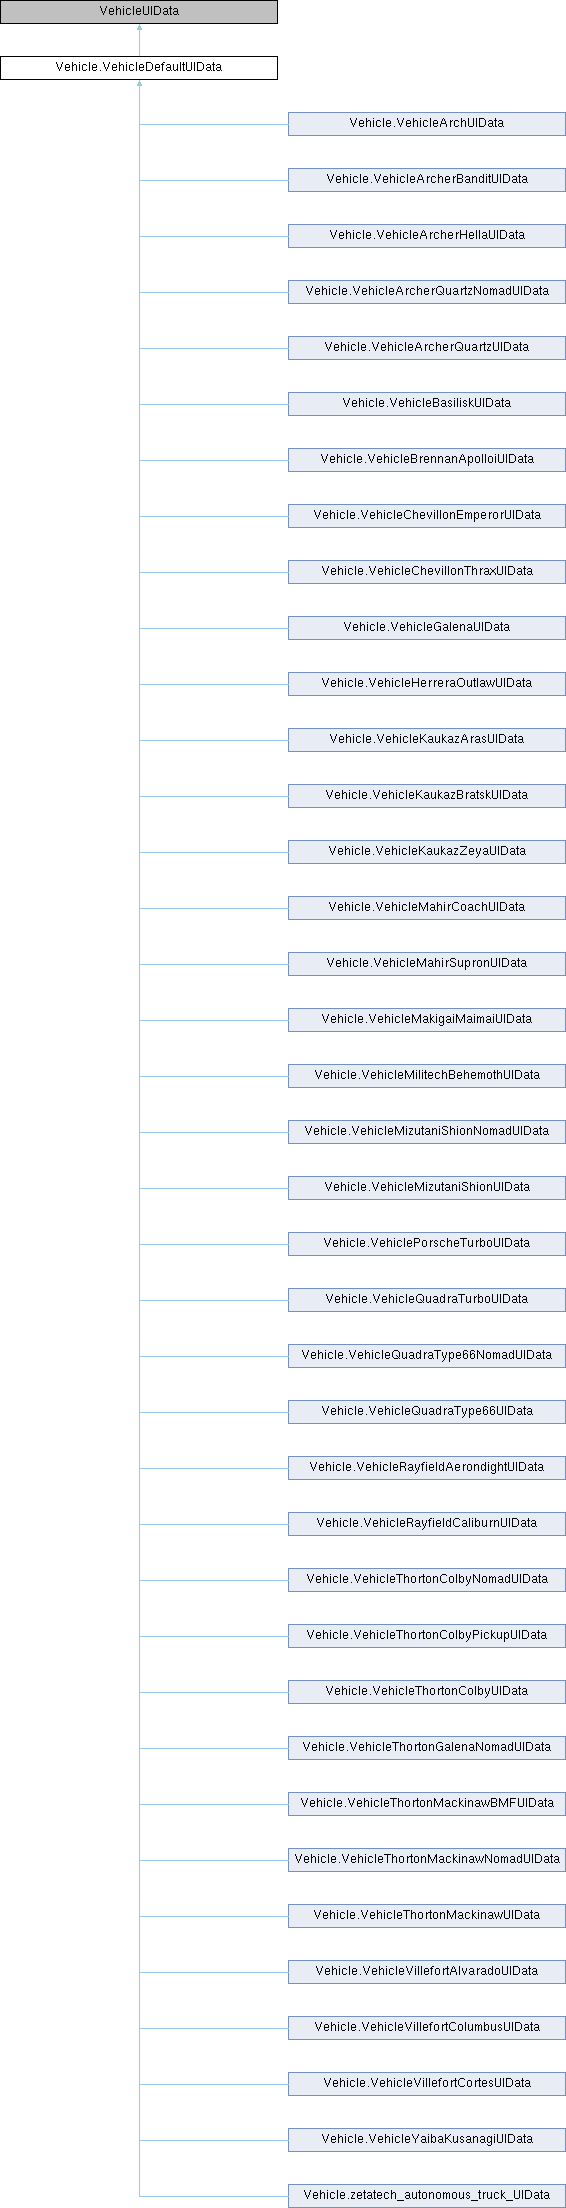 VehicleUIData
Vehicle.VehicleDefaultUIData
Vehicle.VehicleArchUIData
Vehicle.VehicleArcherBanditUIData
Vehicle.VehicleArcherHellaUIData
Vehicle.VehicleArcherQuartzNomadUIData
Vehicle.VehicleArcherQuartzUIData
Vehicle.VehicleBasiliskUIData
Vehicle.VehicleBrennanApolloiUIData
Vehicle.VehicleChevillonEmperorUIData
Vehicle.VehicleChevillonThraxUIData
Vehicle.VehicleGalenaUIData
Vehicle.VehicleHerreraOutlawUIData
Vehicle.VehicleKaukazArasUIData
Vehicle.VehicleKaukazBratskUIData
Vehicle.VehicleKaukazZeyaUIData
Vehicle.VehicleMahirCoachUIData
Vehicle.VehicleMahirSupronUIData
Vehicle.VehicleMakigaiMaimaiUIData
Vehicle.VehicleMilitechBehemothUIData
Vehicle.VehicleMizutaniShionNomadUIData
Vehicle.VehicleMizutaniShionUIData
Vehicle.VehiclePorscheTurboUIData
Vehicle.VehicleQuadraTurboUIData
Vehicle.VehicleQuadraType66NomadUIData
Vehicle.VehicleQuadraType66UIData
Vehicle.VehicleRayfieldAerondightUIData
Vehicle.VehicleRayfieldCaliburnUIData
Vehicle.VehicleThortonColbyNomadUIData
Vehicle.VehicleThortonColbyPickupUIData
Vehicle.VehicleThortonColbyUIData
Vehicle.VehicleThortonGalenaNomadUIData
Vehicle.VehicleThortonMackinawBMFUIData
Vehicle.VehicleThortonMackinawNomadUIData
Vehicle.VehicleThortonMackinawUIData
Vehicle.VehicleVillefortAlvaradoUIData
Vehicle.VehicleVillefortColumbusUIData
Vehicle.VehicleVillefortCortesUIData
Vehicle.VehicleYaibaKusanagiUIData
Vehicle.zetatech_autonomous_truck_UIData